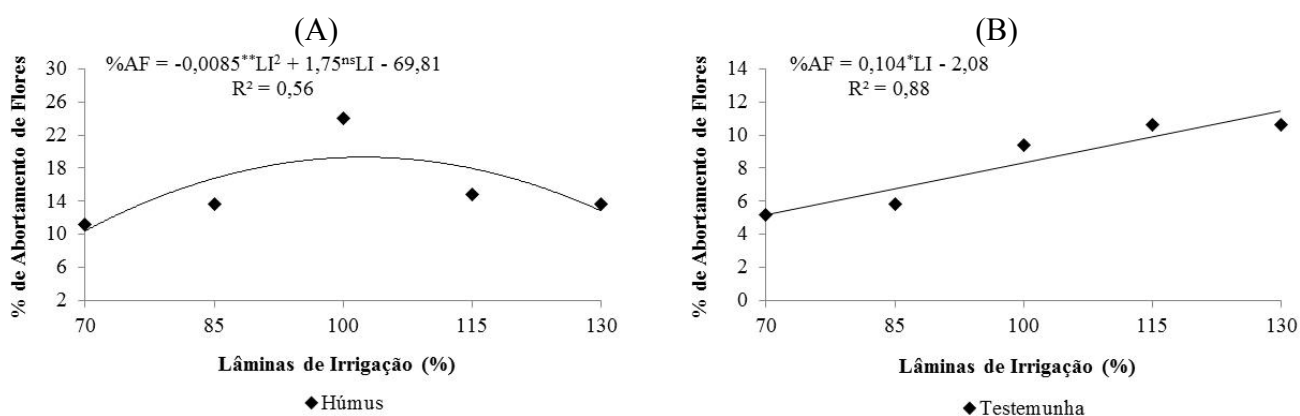 (A)
%AF = -0,0085**LI² + 1,75ⁿˢLI - 69,81
R² = 0,56
% de Abortamento de Flores
30
26
22
18
14
10
6
2
70 85 100 115 130
Lâminas de Irrigação (%)
◆ Húmus
(B)
%AF = 0,104*LI - 2,08
R² = 0,88
% de Abortamento de Flores
14
12
10
8
6
4
2
0
70 85 100 115 130
Lâminas de Irrigação (%)
◆ Testemunha